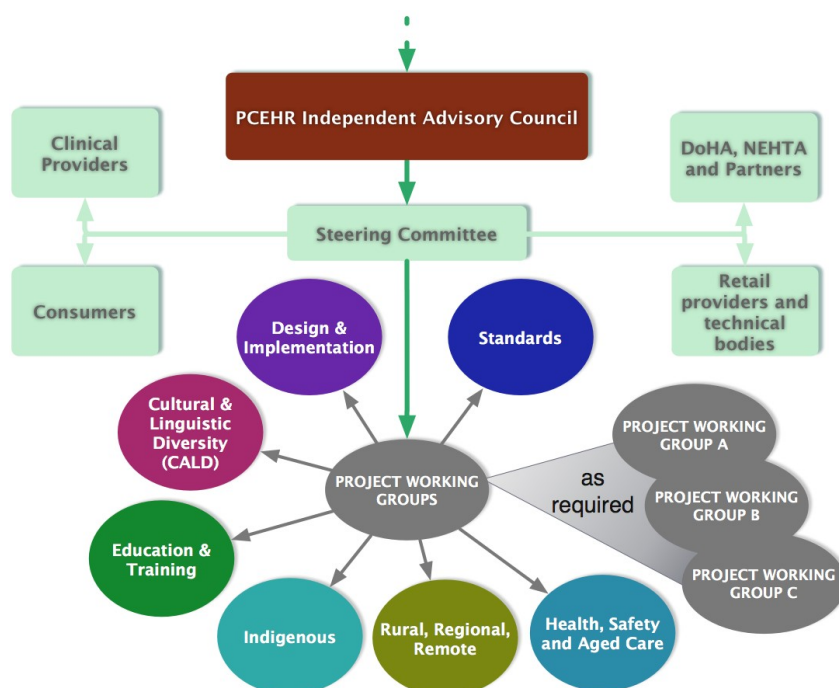 PCEHR Independent Advisory Council
Clinical
Providers
DoHA, NEHTA
and Partners
Steering Committee
Consumers
Retail
providers and
technical
bodies
Design &
Implementation
Standards
Cultural &
Linguistic
Diversity
(CALD)
PROJECT WORKING
GROUPS
as
required
PROJECT WORKING
GROUP A
PROJECT WORKING
GROUP B
PROJECT WORKING
GROUP C
Education &
Training
Indigenous
Rural, Regional,
Remote
Health, Safety
and Aged Care